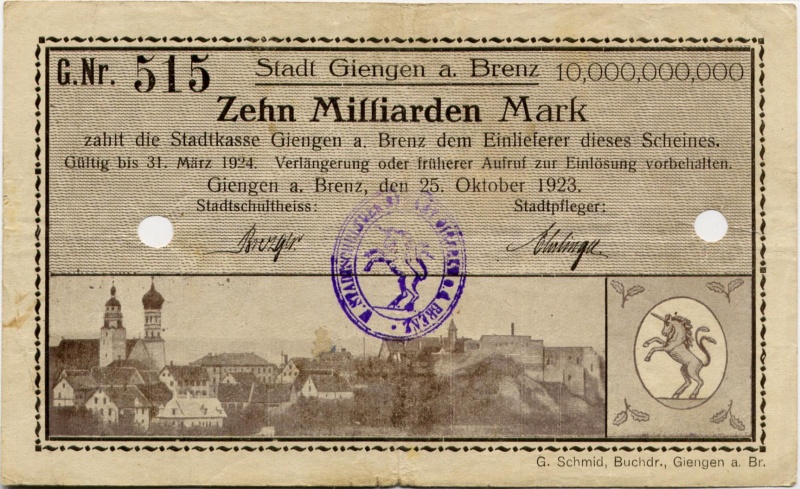 G.Nr. 515 Stadt Giengen a. Brenz 10,000,000,000
Zehn Milliarden Mark
zahlt die Stadtkasse Giengen a. Brenz dem Einlieferer dieses Scheines.
Gültig bis 31. März 1924. Verlängerung oder früherer Aufruf zur Einlösung vorbehalten.
Giengen a. Brenz, den 25. Oktober 1923.
Stadtschultheiss: Stadtpfleger:
G. Schmid, Buchdr., Giengen a. Br.